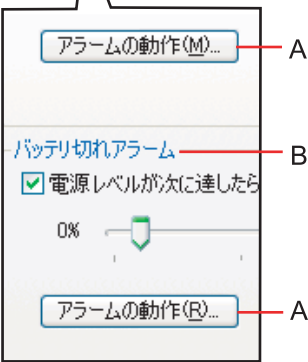 アラームの動作(M)... A
バッテリ切れアラーム B
電源レベルが次に達したら
0%
アラームの動作(R)... A